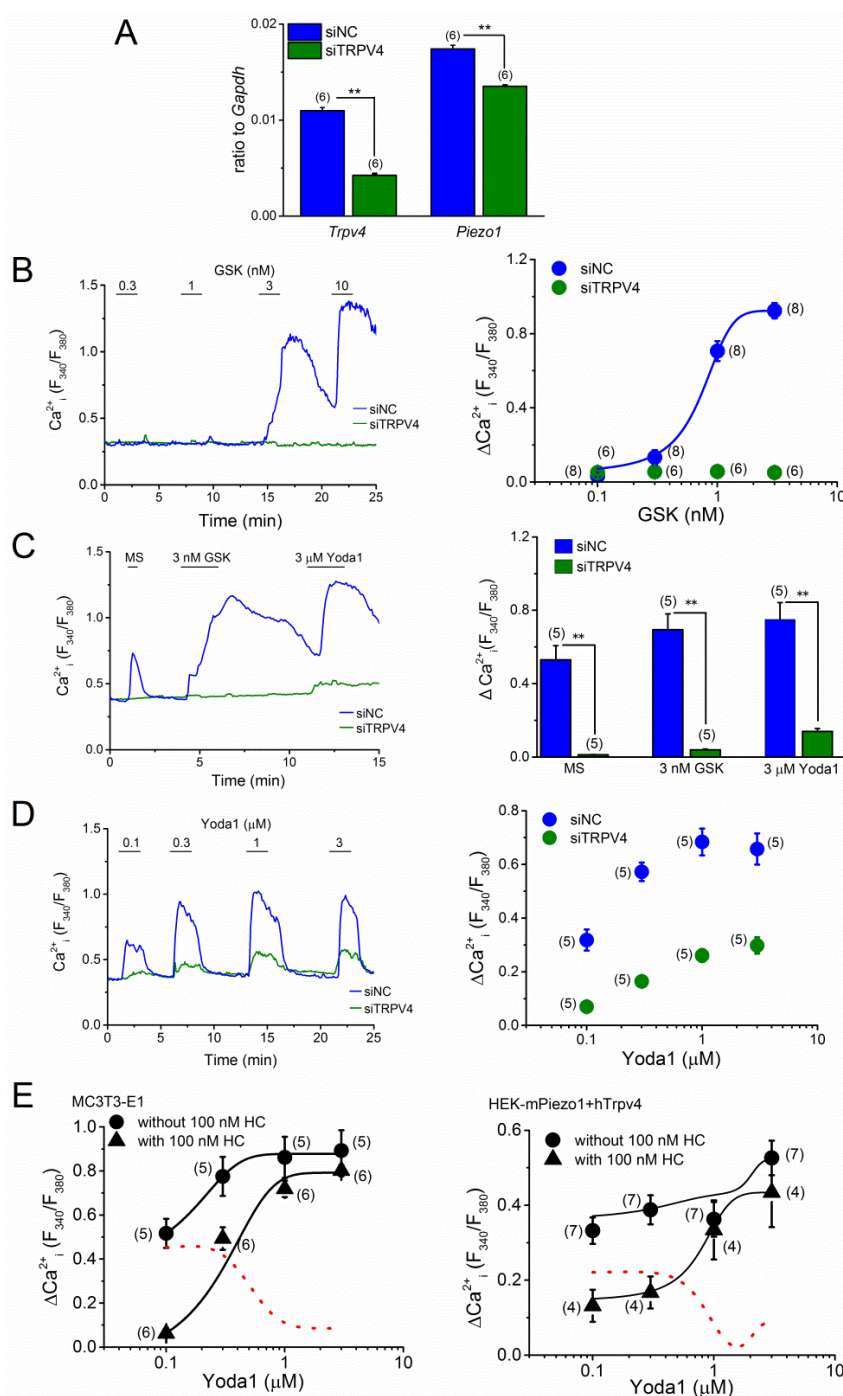 A
siNC
siTRPV4
ratio to Gapdh
0.02
0.01
0.00
(6)
**
(6)
(6)
**
(6)
Trpv4
Piezo1
B
GSK (nM)
0.3
1
3
10
Ca2+i (F340/F380)
1.5
1.0
0.5
0.0
siNC
siTRPV4
0
5
10
15
20
25
Time (min)
siNC
siTRPV4
ΔCa2+i (F340/F380)
1.2
0.8
0.4
0.0
(8)
(8)
(8)
(8)
(6)
(6)
(6)
(6)
0.1
1
10
GSK (nM)
C
MS
3 nM GSK
3 μM Yoda1
Ca2+i (F340/F380)
1.5
1.0
0.5
0.0
siNC
siTRPV4
0
5
10
15
Time (min)
siNC
siTRPV4
Δ Ca2+i(F340/F380)
0.9
0.6
0.3
0.0
(5)
**
(5)
(5)
**
(5)
(5)
**
(5)
MS
3 nM GSK
3 μM Yoda1
D
Yoda1 (μM)
0.1
0.3
1
3
Ca2+i (F340/F380)
1.5
1.0
0.5
0.0
siNC
siTRPV4
0
5
10
15
20
25
Time (min)
siNC
siTRPV4
ΔCa2+i (F340/F380)
0.8
0.6
0.4
0.2
0.0
(5)
(5)
(5)
(5)
(5)
(5)
(5)
(5)
0.1
1
10
Yoda1 (μM)
E
MC3T3-E1
without 100 nM HC
with 100 nM HC
ΔCa2+i (F340/F380)
1.0
0.8
0.6
0.4
0.2
0.0
(5)
(5)
(5)
(5)
(6)
(6)
(6)
(6)
0.1
1
10
Yoda1 (μM)
HEK-mPiezo1+hTrpv4
without 100 nM HC
with 100 nM HC
ΔCa2+i (F340/F380)
0.6
0.4
0.2
0.0
(7)
(7)
(7)
(7)
(4)
(4)
(4)
(4)
0.1
1
10
Yoda1 (μM)